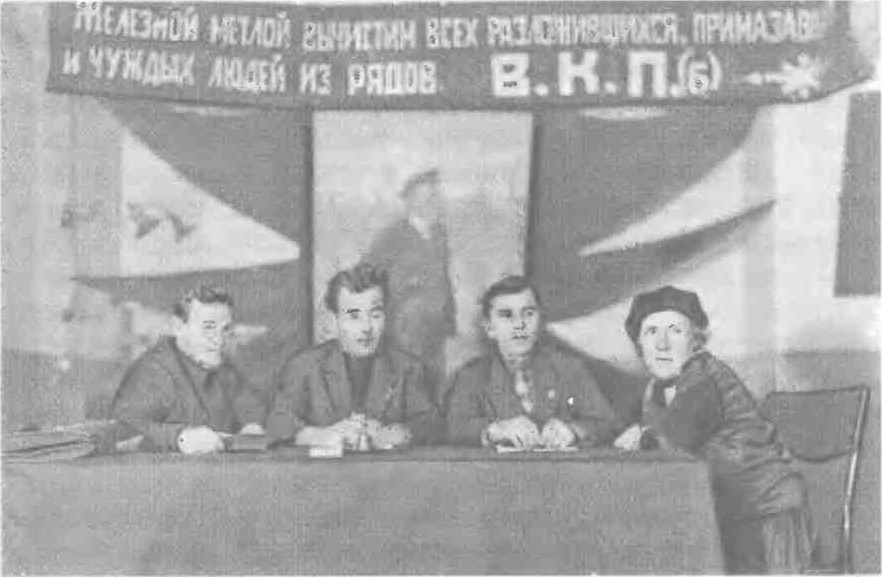 ЖЕЛЕЗНОЙ МЕТЛОЙ ВЫЧИСТИМ ВСЕХ РАЗЛОЖИВШИХСЯ, ПРИМАЗАВ
И ЧУЖДЫХ ЛЮДЕЙ ИЗ РЯДОВ В.К.П.(б)